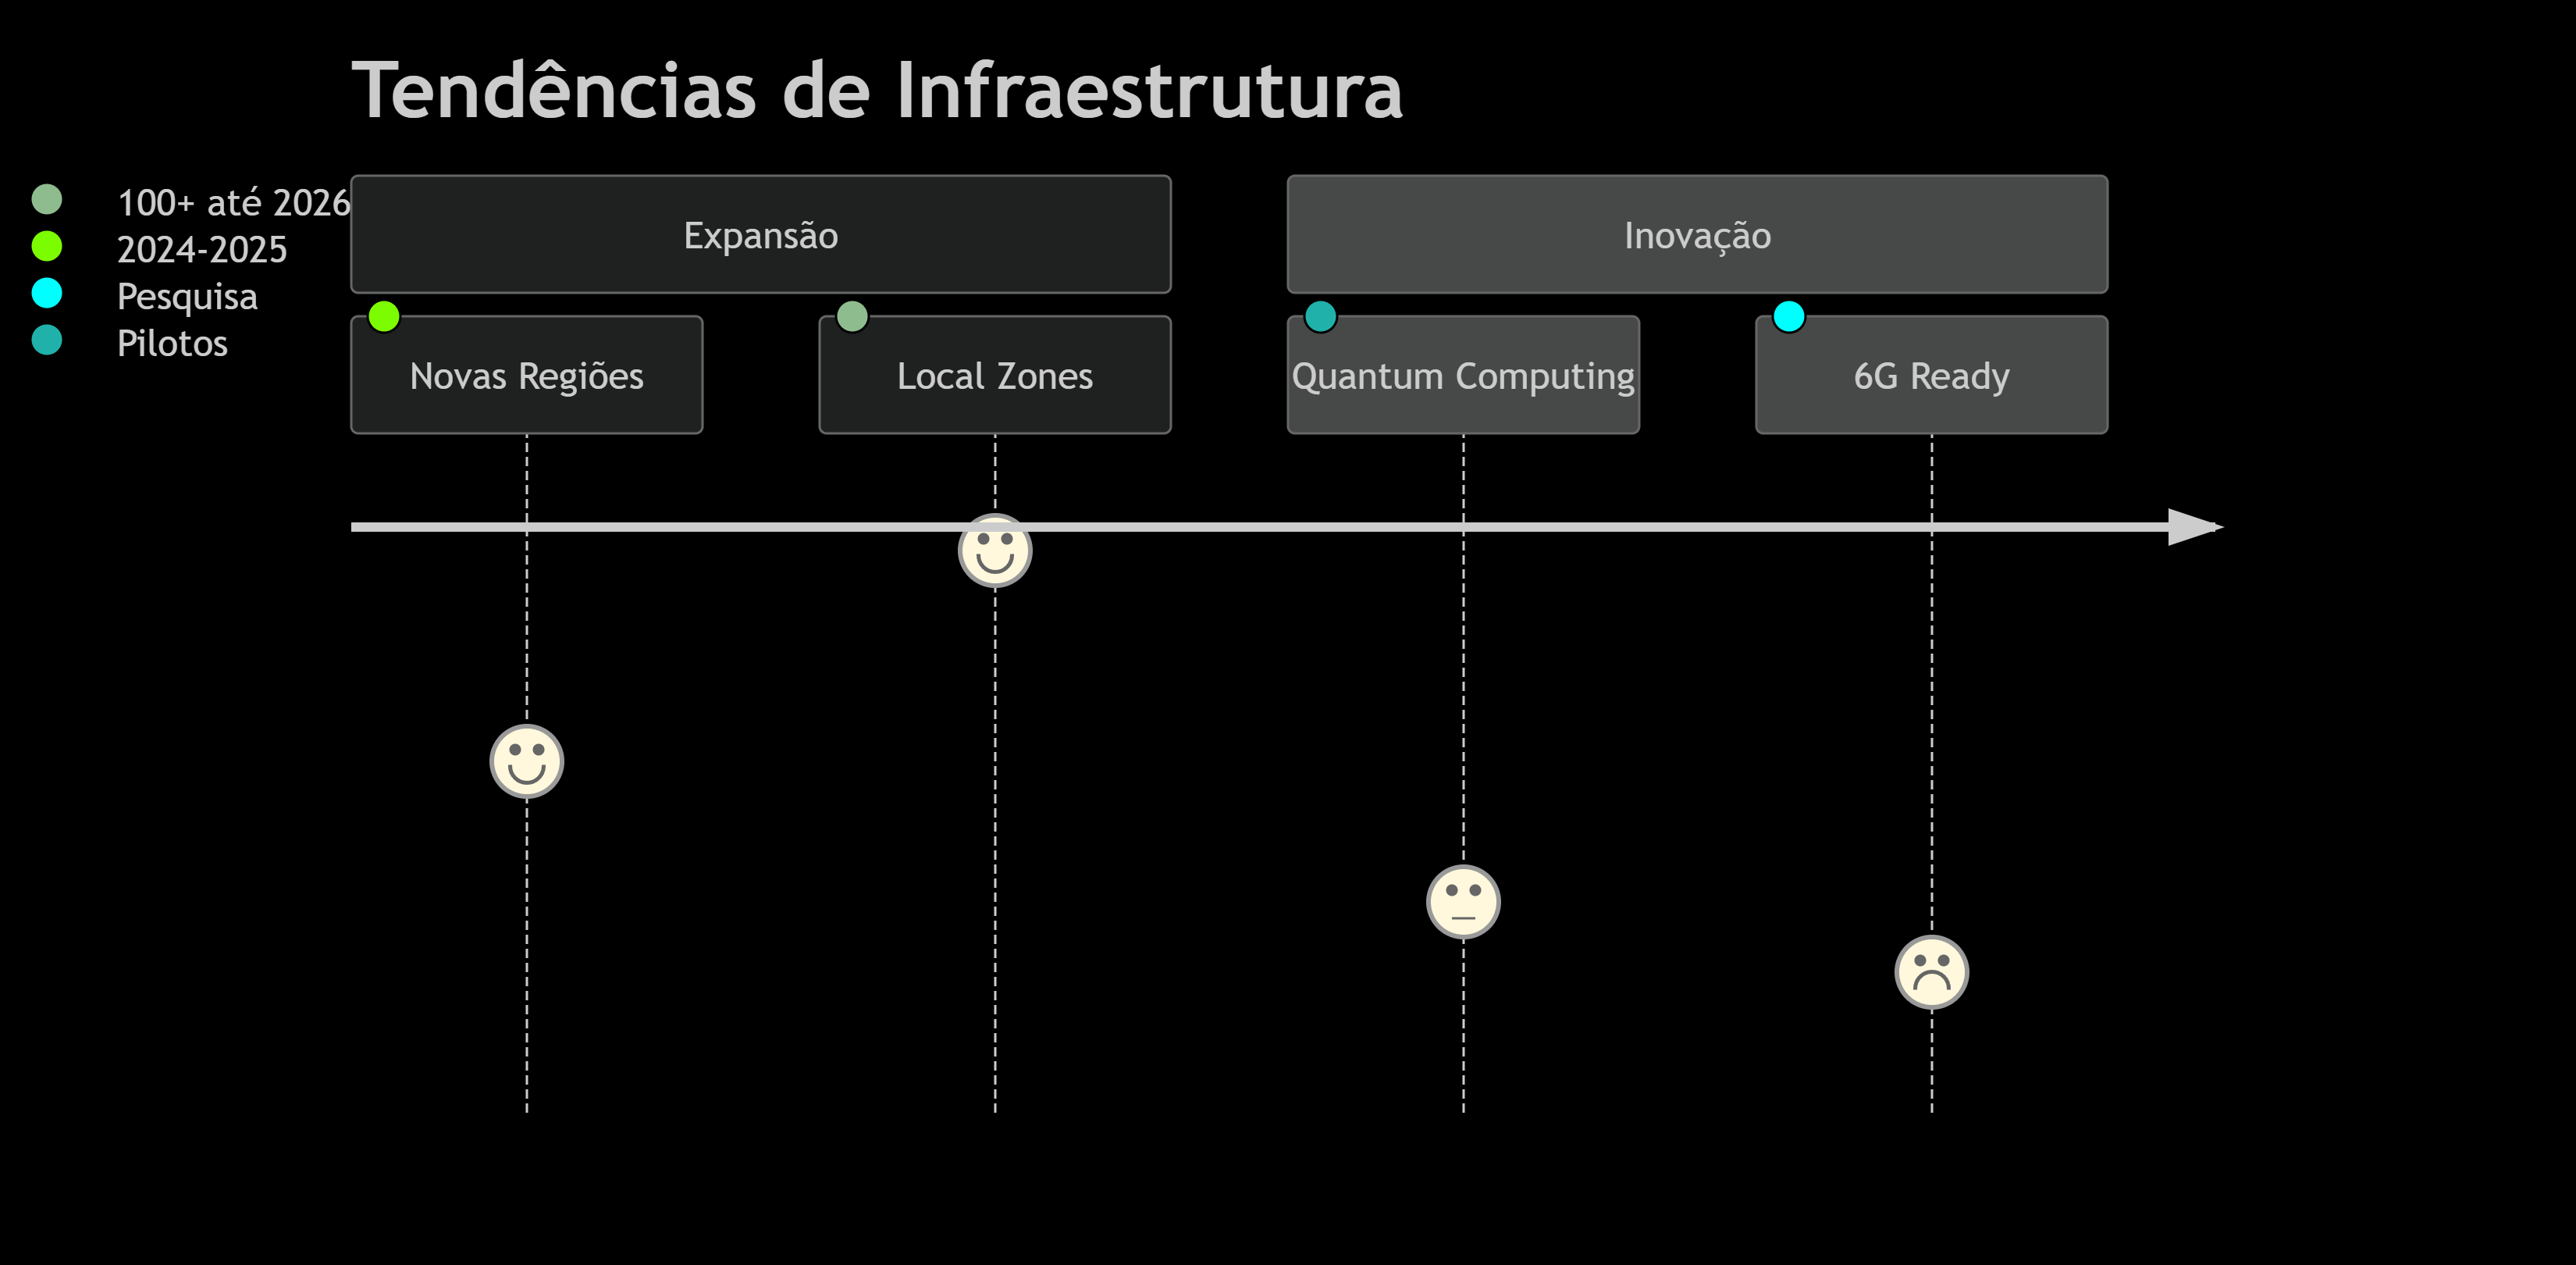 Tendências de Infraestrutura
100+ até 2026
2024-2025
Pesquisa
Pilotos
Expansão
Inovação
Novas Regiões
Local Zones
Quantum Computing
6G Ready